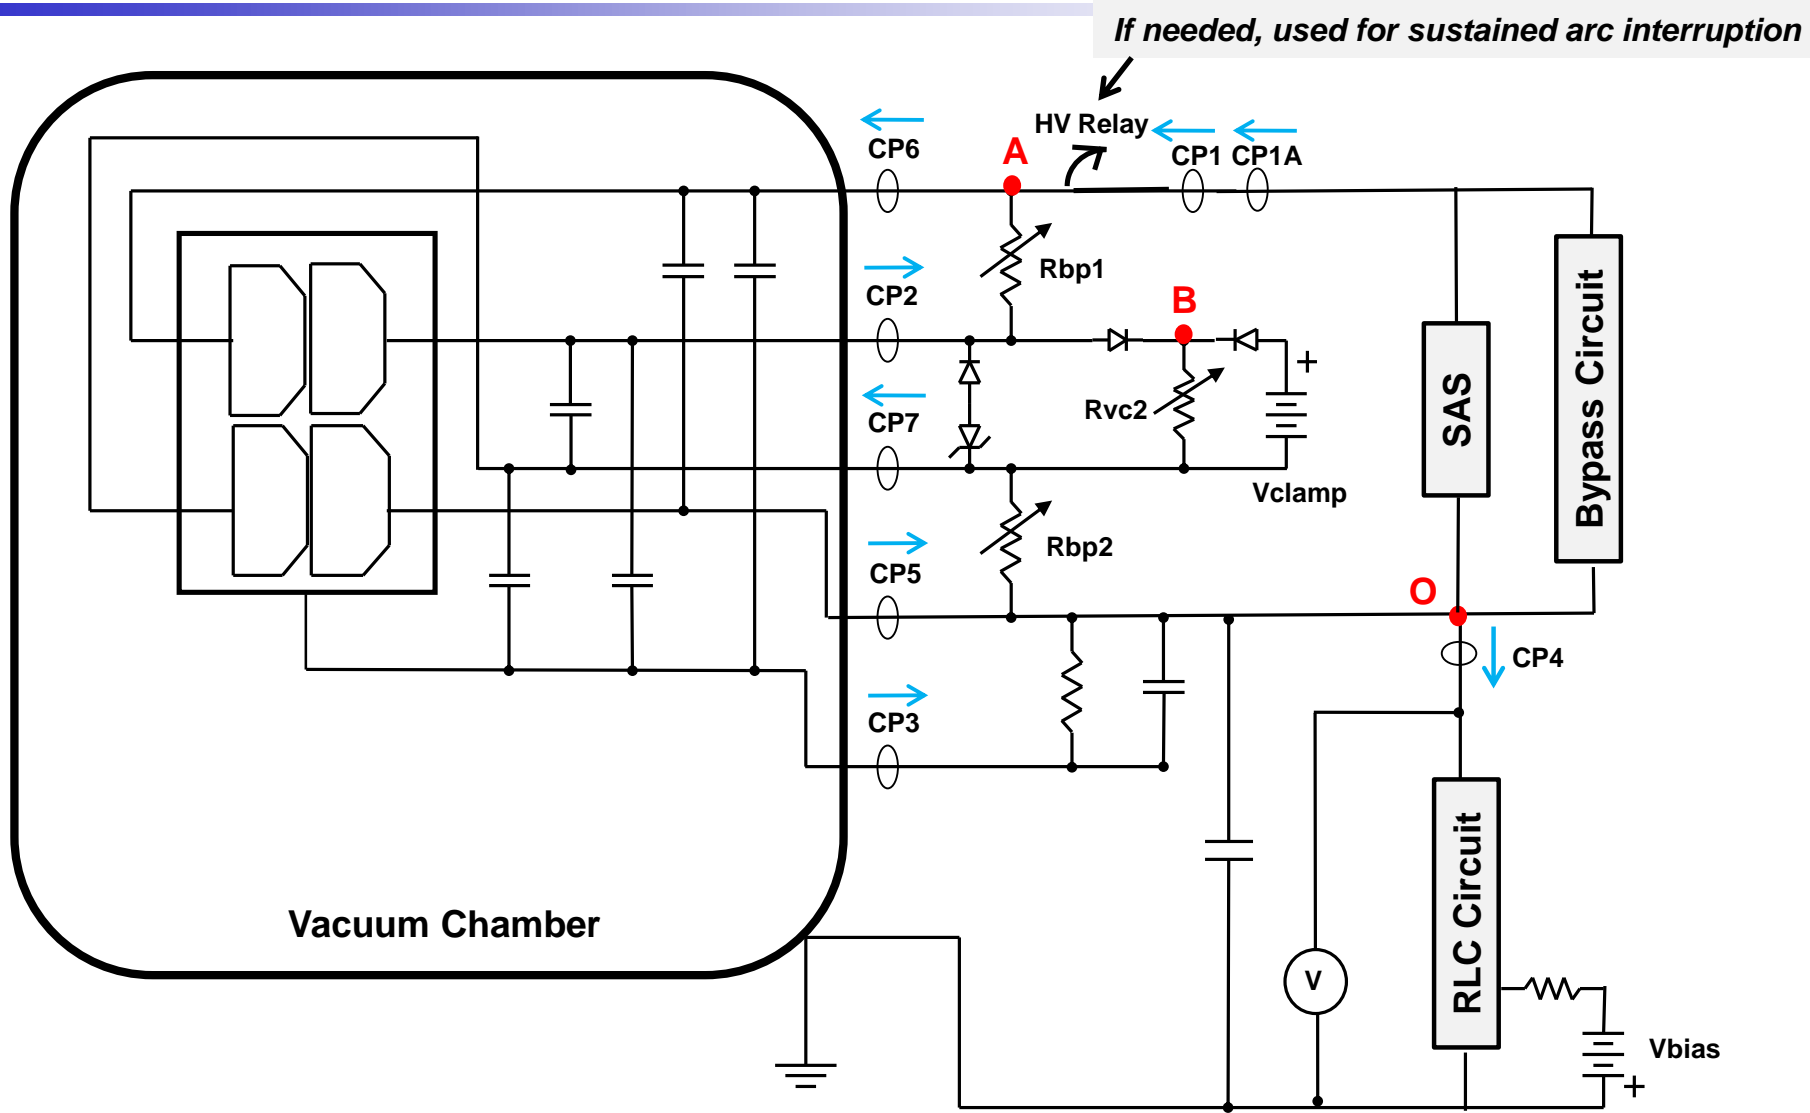 If needed, used for sustained arc interruption
HV Relay
CP6
A
CP1
CP1A
CP2
Rbp1
B
+
CP7
Rvc2
Vclamp
SAS
Bypass Circuit
CP5
Rbp2
O
CP4
CP3
Vacuum Chamber
V
RLC Circuit
Vbias
+